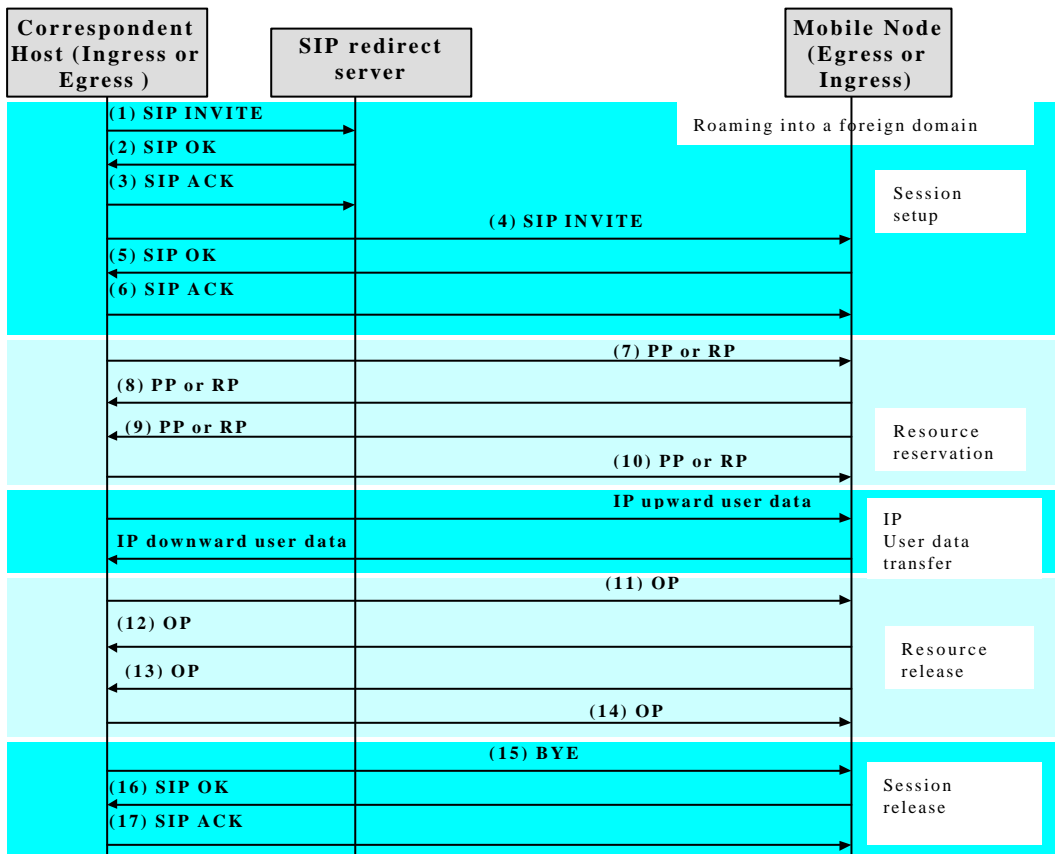 Correspondent
Host (Ingress or
Egress )
SIP redirect
server
Mobile Node
(Egress or
Ingress)
(1) SIP INVITE
Roaming into a foreign domain
(2) SIP OK
(3) SIP ACK
Session
setup
(4) SIP INVITE
(5) SIP OK
(6) SIP ACK
(7) PP or RP
(8) PP or RP
(9) PP or RP
Resource
reservation
(10) PP or RP
IP upward user data
IP
User data
transfer
IP downward user data
(11) OP
(12) OP
Resource
release
(13) OP
(14) OP
(15) BYE
(16) SIP OK
Session
release
(17) SIP ACK